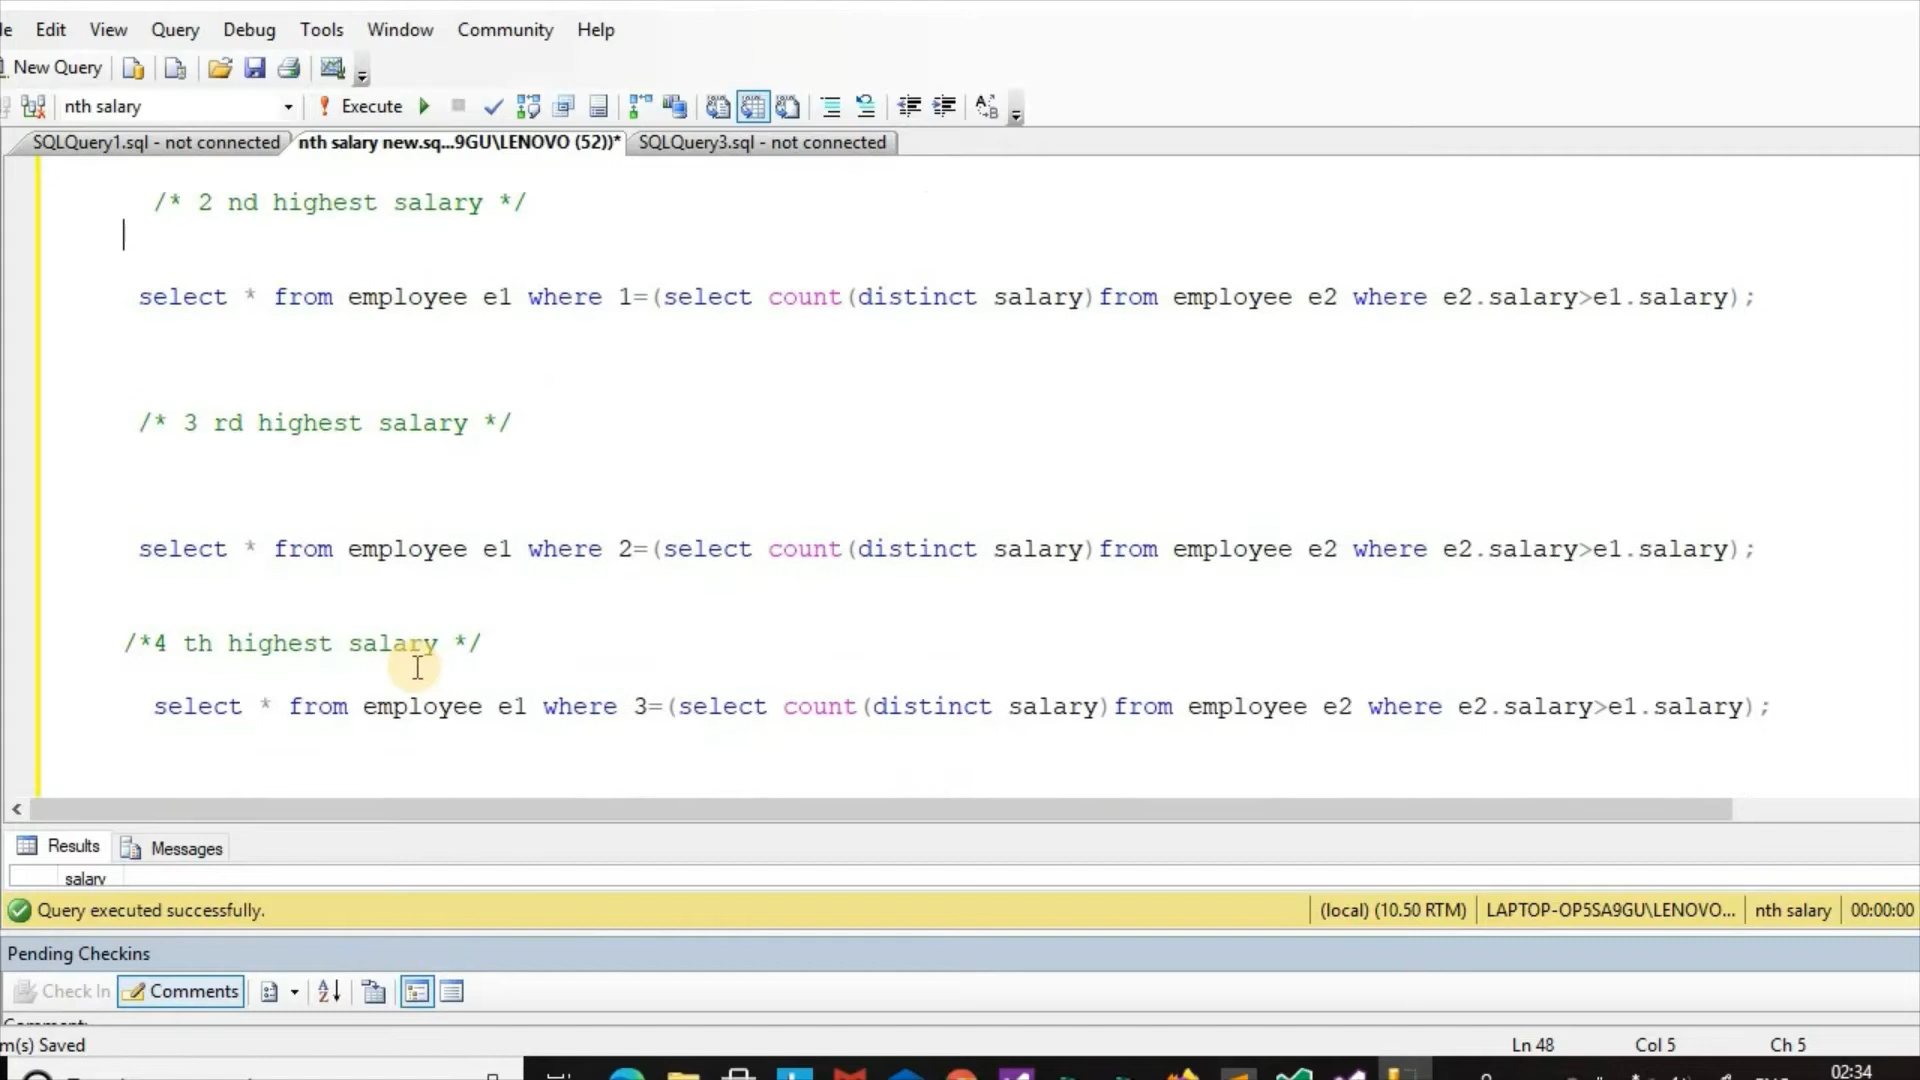 Edit View Query Debug Tools Window Community Help
New Query
nth salary Execute
SQLQuery1.sql - not connected nth salary new.sq...9GU\LENOVO (52))* SQLQuery3.sql - not connected
/* 2 nd highest salary */
select * from employee e1 where 1=(select count(distinct salary)from employee e2 where e2.salary>e1.salary);
/* 3 rd highest salary */
select * from employee e1 where 2=(select count(distinct salary)from employee e2 where e2.salary>e1.salary);
/*4 th highest salary */
select * from employee e1 where 3=(select count(distinct salary)from employee e2 where e2.salary>e1.salary);
Results Messages
salary
Query executed successfully. (local) (10.50 RTM) LAPTOP-OP5SA9GU\LENOVO... nth salary 00:00:00
Pending Checkins
Check In Comments
m(s) Saved Ln 48 Col 5 Ch 5
02:34